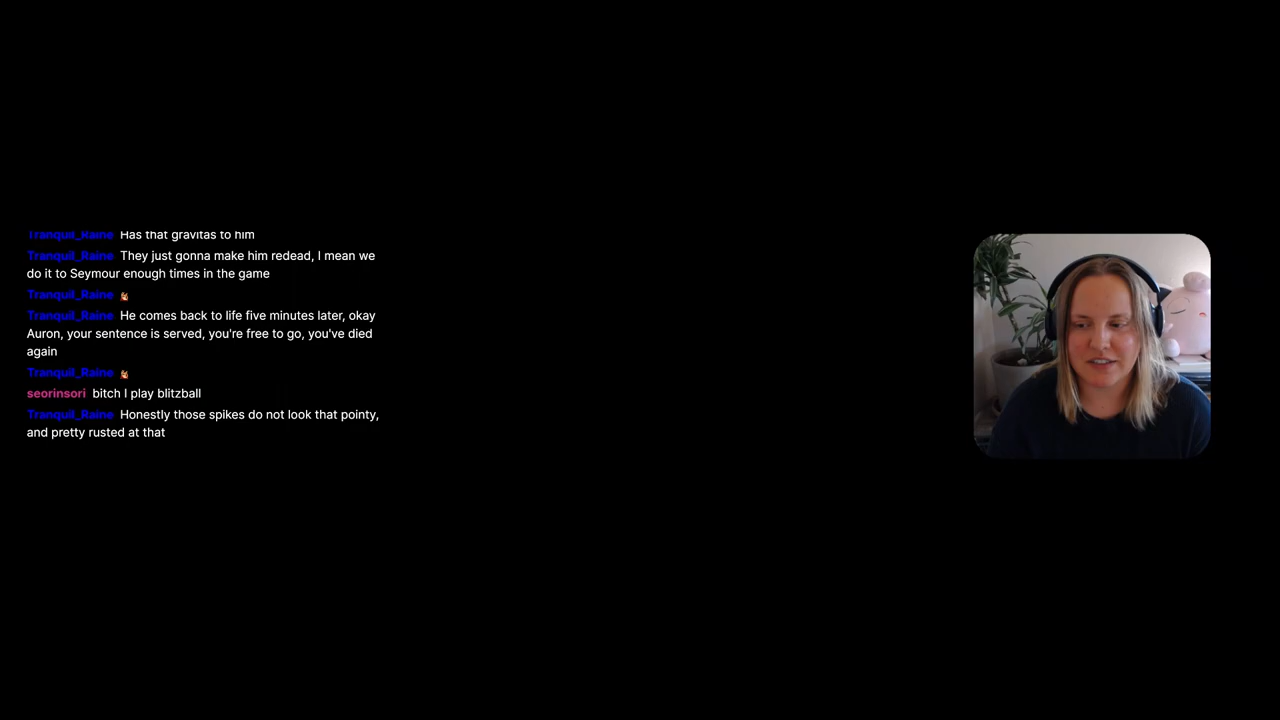 Tranquil_Raine Has that gravitas to him
Tranquil_Raine They just gonna make him redead, I mean we
do it to Seymour enough times in the game
Tranquil_Raine
Tranquil_Raine He comes back to life five minutes later, okay
Auron, your sentence is served, you're free to go, you've died
again
Tranquil_Raine
seorinsori bitch I play blitzball
Tranquil_Raine Honestly those spikes do not look that pointy,
and pretty rusted at that